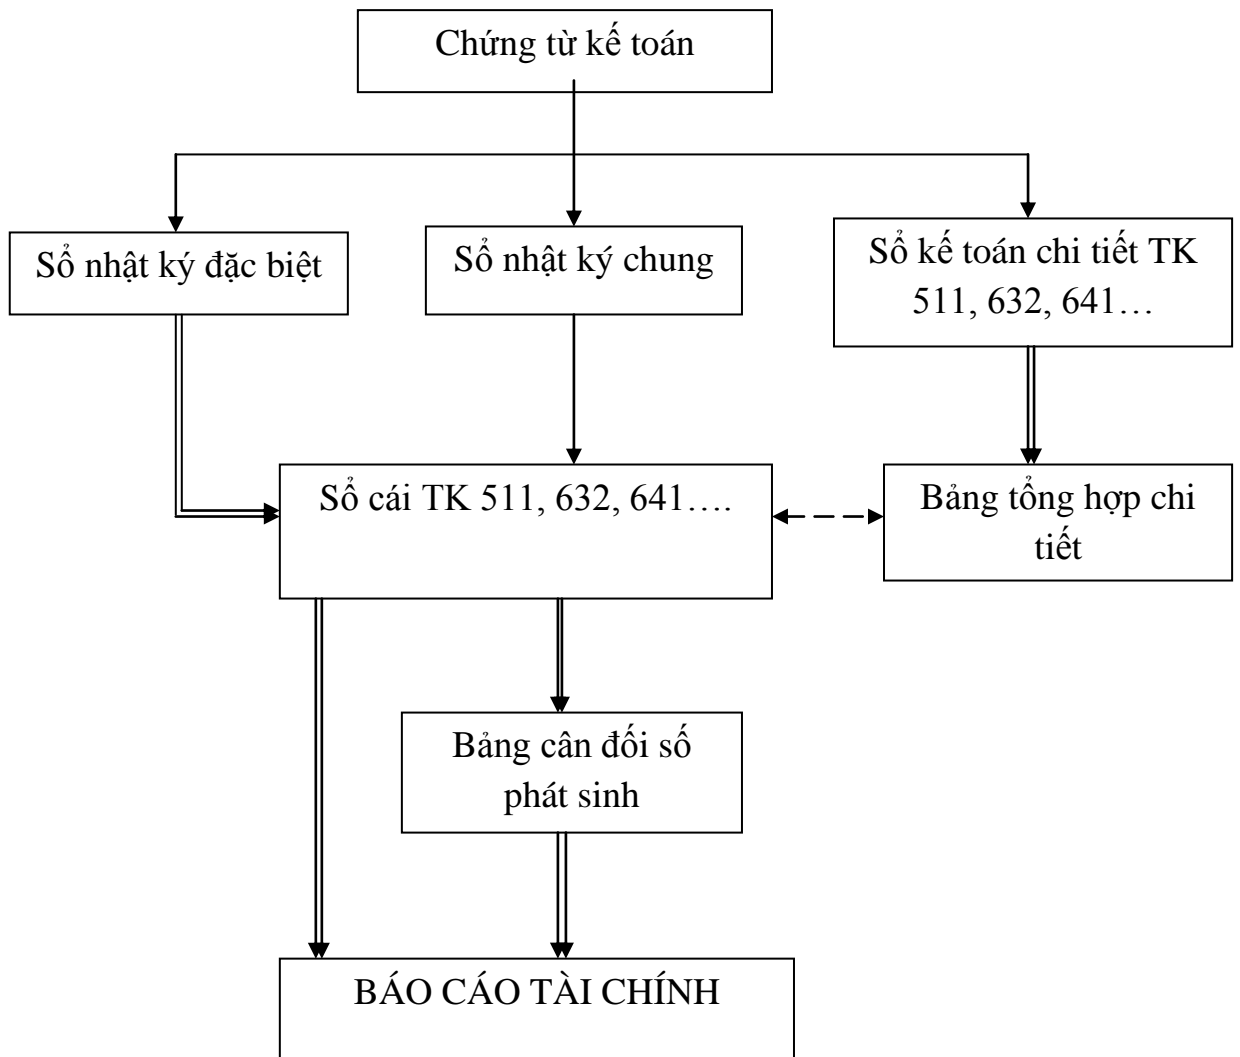 Chứng từ kế toán
Sổ nhật ký đặc biệt
Sổ nhật ký chung
Sổ kế toán chi tiết TK
511, 632, 641…
Sổ cái TK 511, 632, 641….
Bảng tổng hợp chi
tiết
Bảng cân đối số
phát sinh
BÁO CÁO TÀI CHÍNH